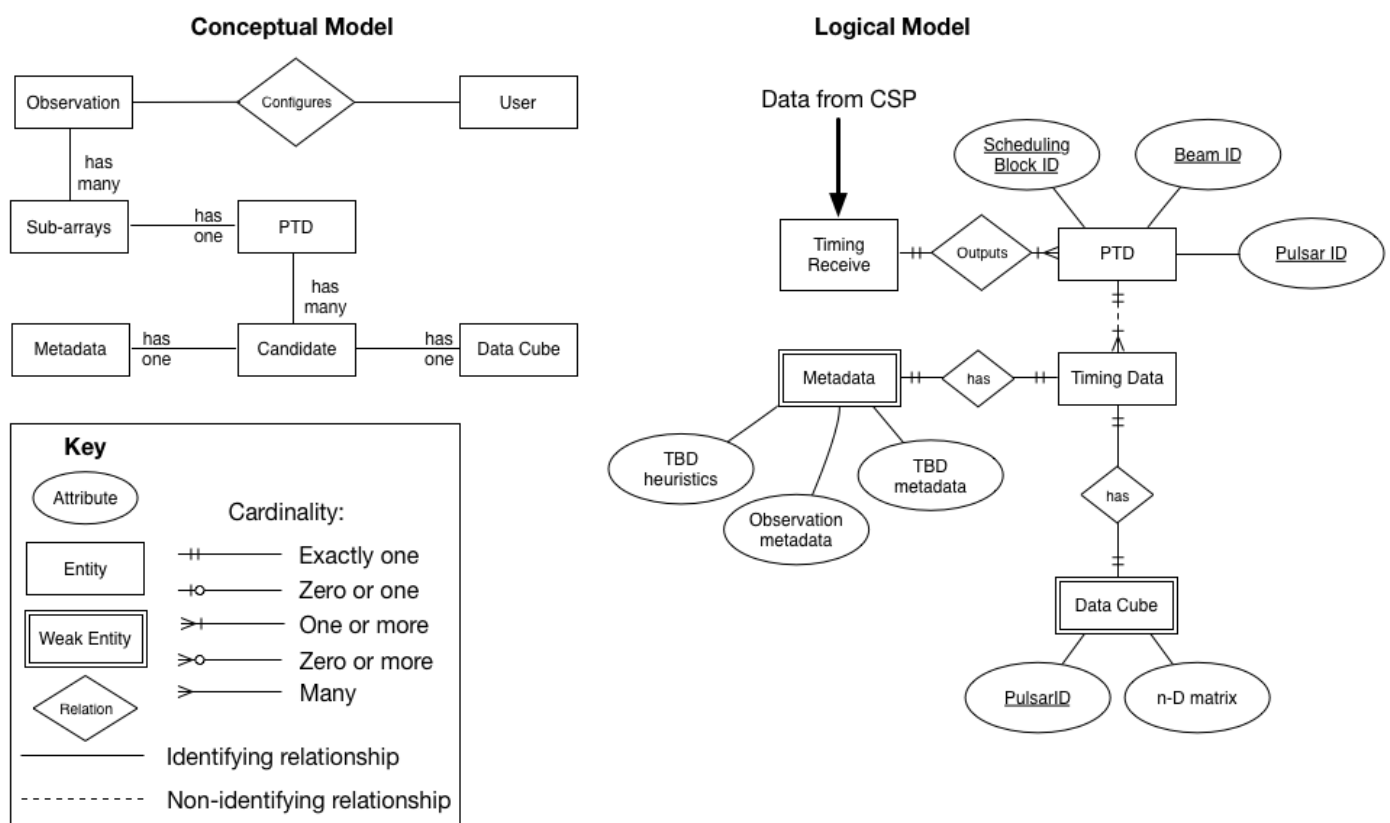 Conceptual Model
Observation
Configures
User
has
many
Sub-arrays
has
one
PTD
has
many
Metadata
has
one
Candidate
has
one
Data Cube
Key
Attribute
Entity
Weak Entity
Relation
Cardinality:
Exactly one
Zero or one
One or more
Zero or more
Many
Identifying relationship
Non-identifying relationship
Logical Model
Data from CSP
Scheduling
Block ID
Beam ID
Timing
Receive
Outputs
PTD
Pulsar ID
Metadata
has
Timing Data
TBD
heuristics
Observation
metadata
TBD
metadata
has
Data Cube
PulsarID
n-D matrix